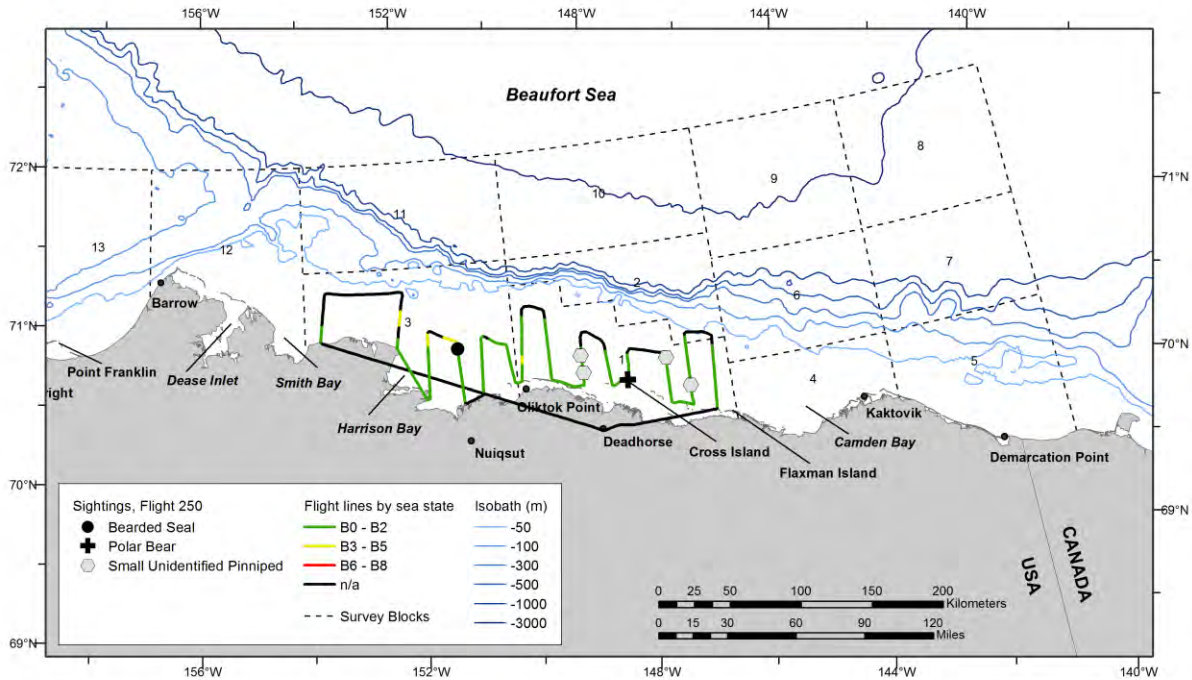 156°W 152°W 148°W 144°W 140°W
Beaufort Sea
72°N
71°N
71°N
70°N
70°N
69°N
69°N
8
9
10
11
13
12
7
2
6
3
5
1
4
Barrow
Point Franklin
right
Dease Inlet
Smith Bay
Harrison Bay
Oliktok Point
Nuiqsut
Deadhorse
Cross Island
Flaxman Island
Camden Bay
Kaktovik
Demarcation Point
USA
CANADA
Sightings, Flight 250
Bearded Seal
Polar Bear
Small Unidentified Pinniped
Flight lines by sea state
B0 - B2
B3 - B5
B6 - B8
n/a
Survey Blocks
Isobath (m)
-50
-100
-300
-500
-1000
-3000
0 25 50 100 150 200
Kilometers
0 15 30 60 90 120
Miles
156°W 152°W 148°W 144°W 140°W